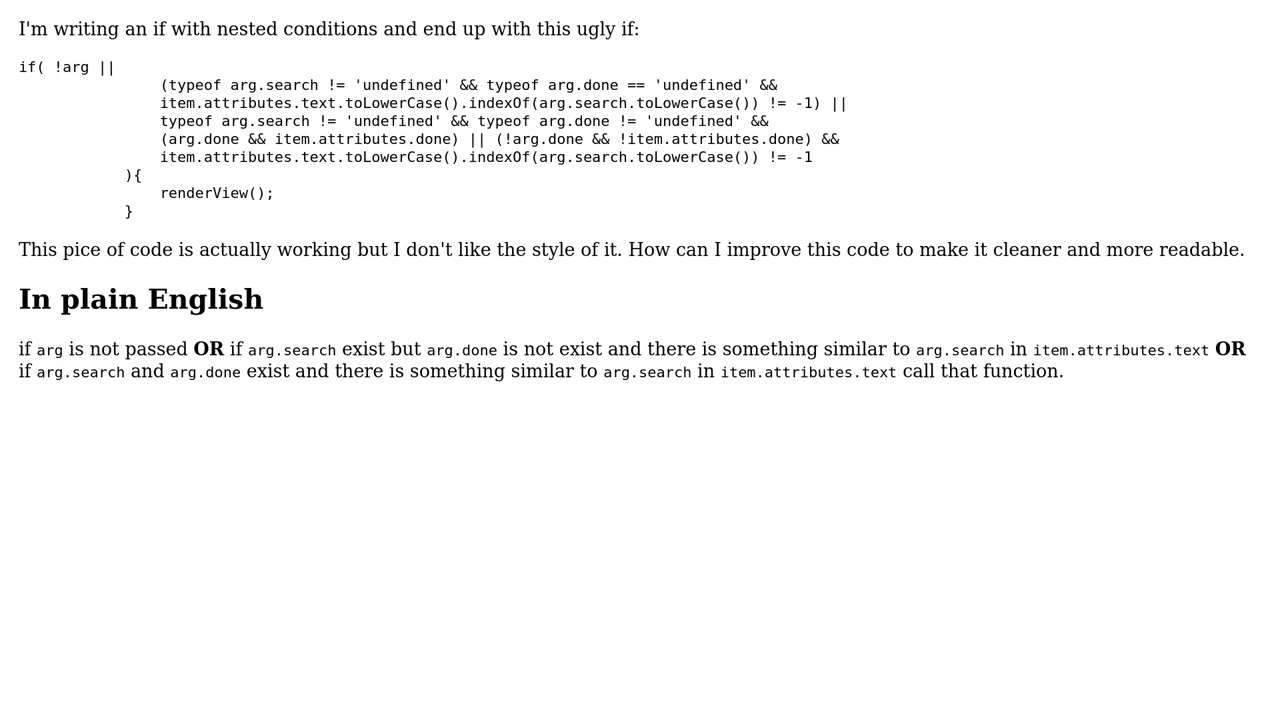 I'm writing an if with nested conditions and end up with this ugly if:
if( !arg ||
                (typeof arg.search != 'undefined' && typeof arg.done == 'undefined' &&
                item.attributes.text.toLowerCase().indexOf(arg.search.toLowerCase()) != -1) ||
                typeof arg.search != 'undefined' && typeof arg.done != 'undefined' &&
                (arg.done && item.attributes.done) || (!arg.done && !item.attributes.done) &&
                item.attributes.text.toLowerCase().indexOf(arg.search.toLowerCase()) != -1
            ){
                renderView();
            }
This pice of code is actually working but I don't like the style of it. How can I improve this code to make it cleaner and more readable.
In plain English
if arg is not passed OR if arg.search exist but arg.done is not exist and there is something similar to arg.search in item.attributes.text OR
if arg.search and arg.done exist and there is something similar to arg.search in item.attributes.text call that function.